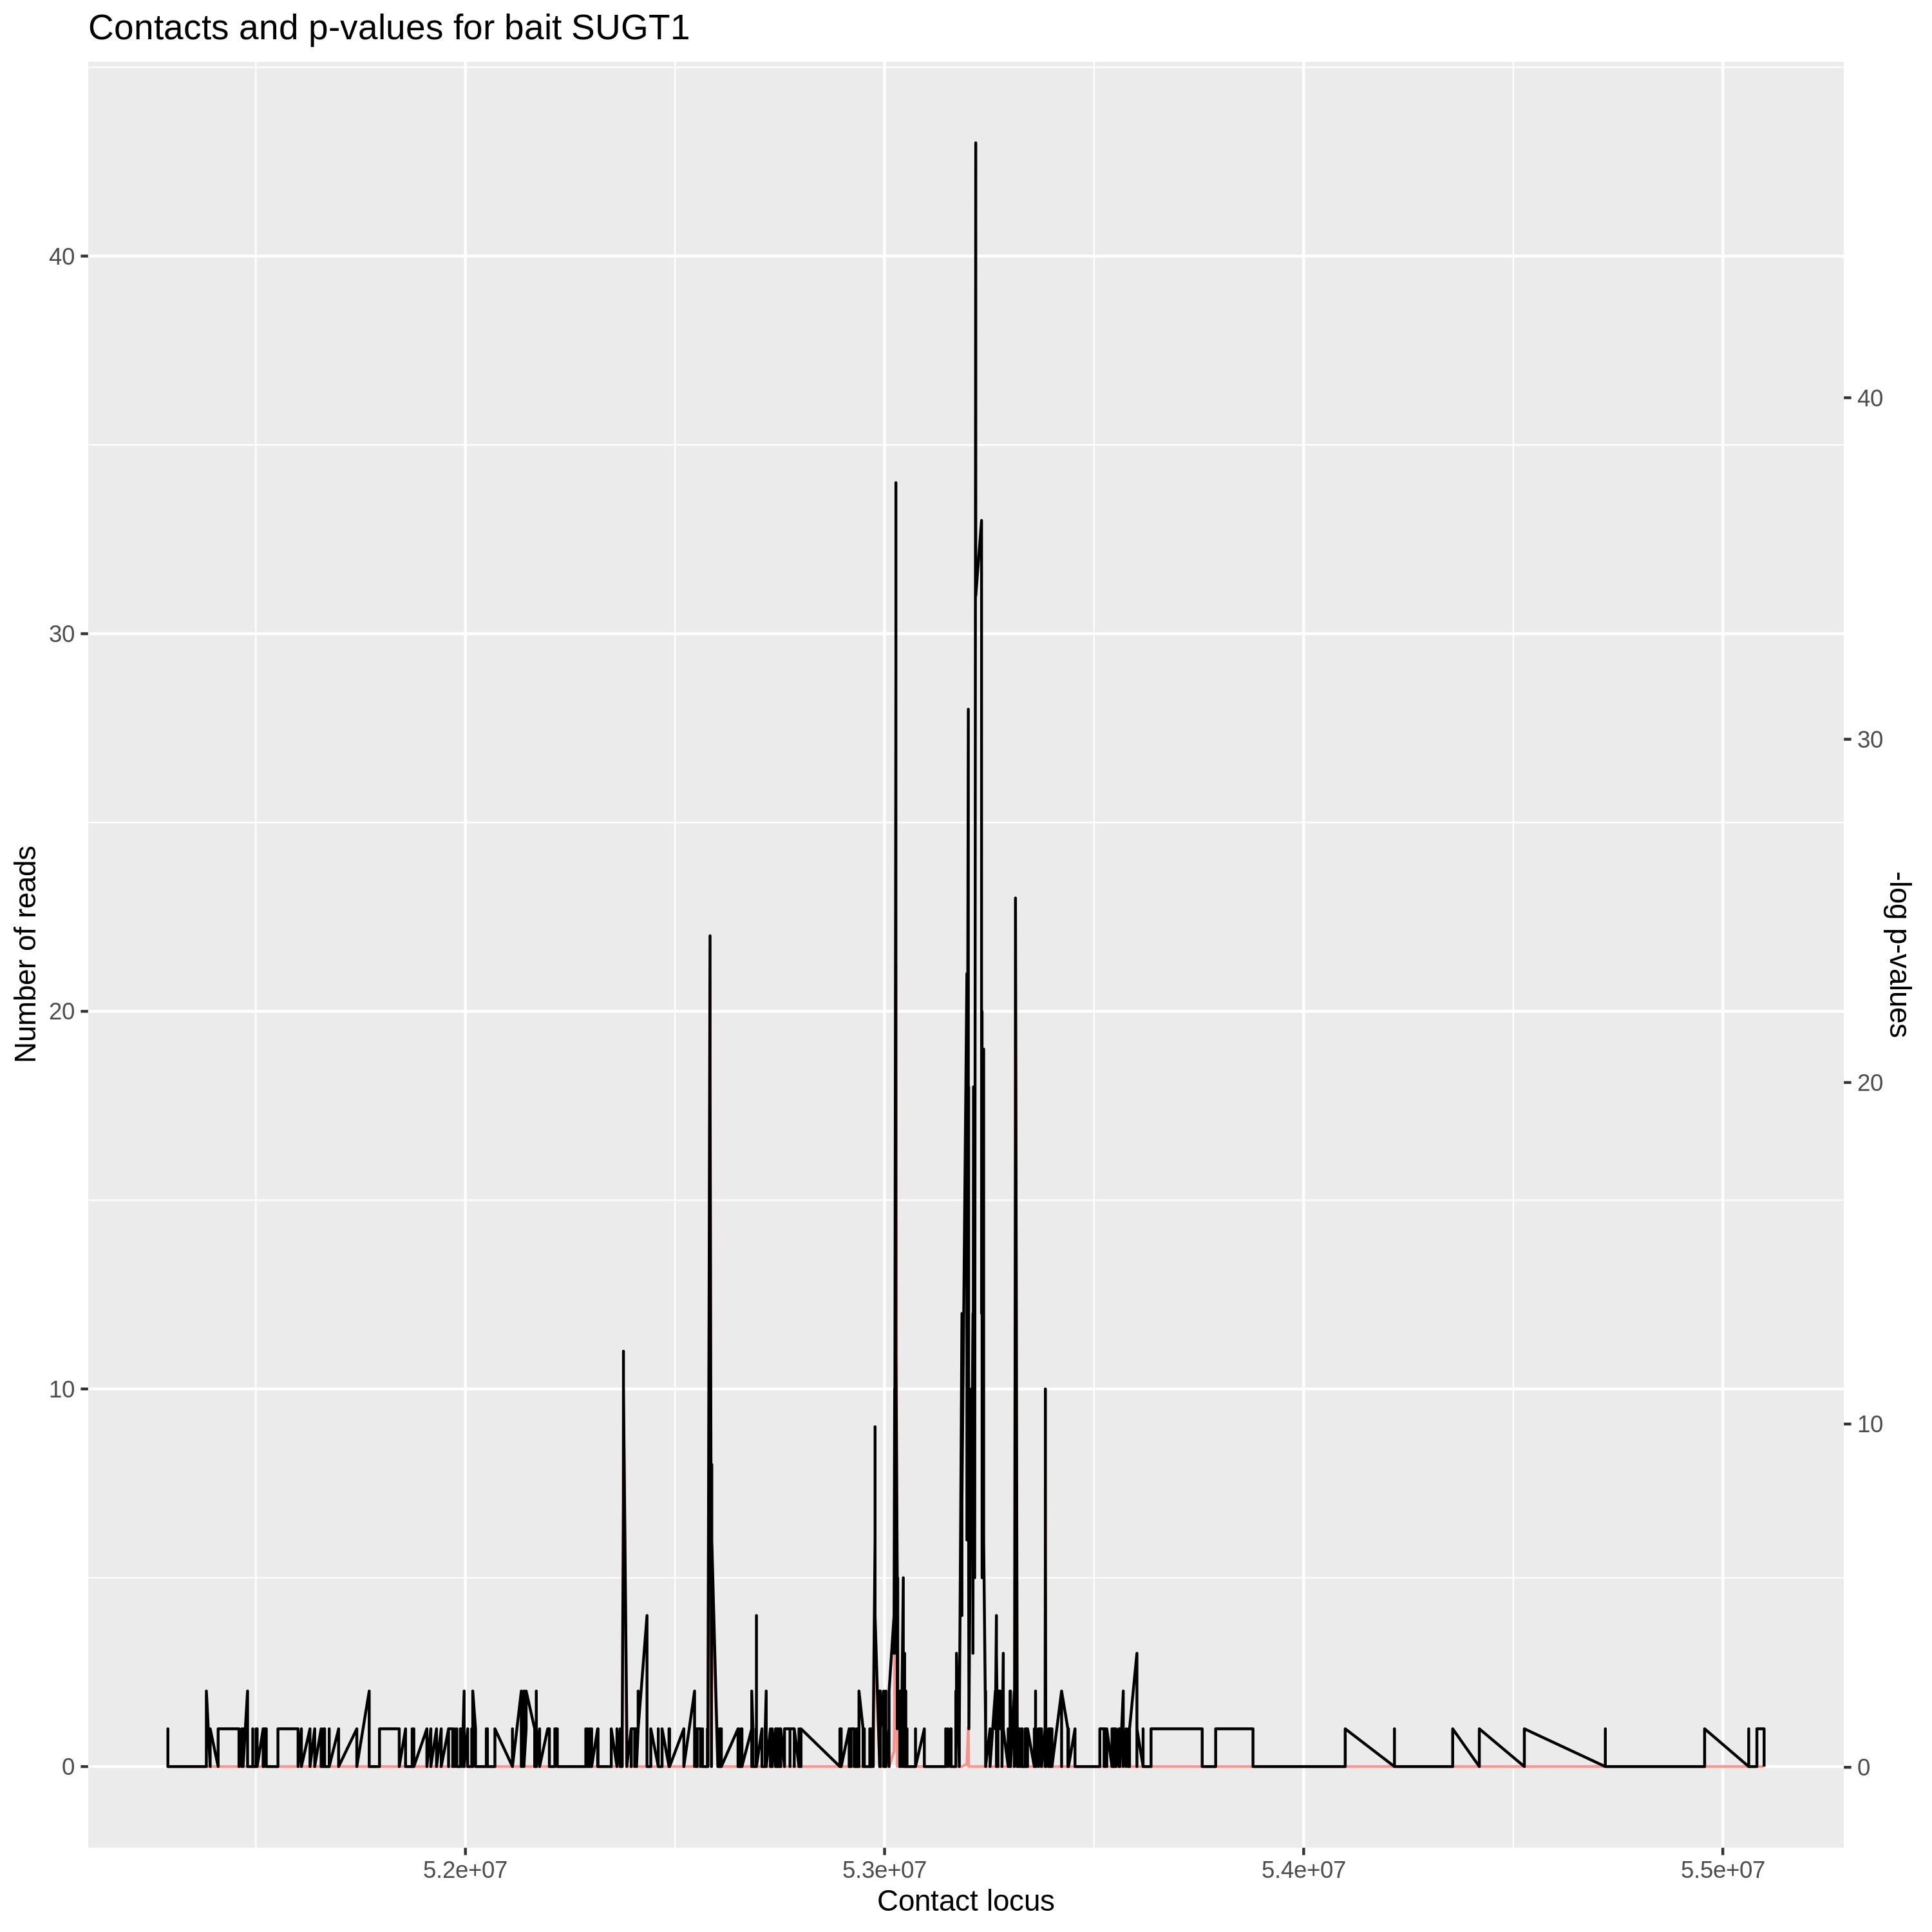 Contacts and p-values for bait SUGT1
40
30
20
10
0
Number of reads
40
30
20
10
0
-log p-values
5.2e+07 5.3e+07 5.4e+07 5.5e+07
Contact locus